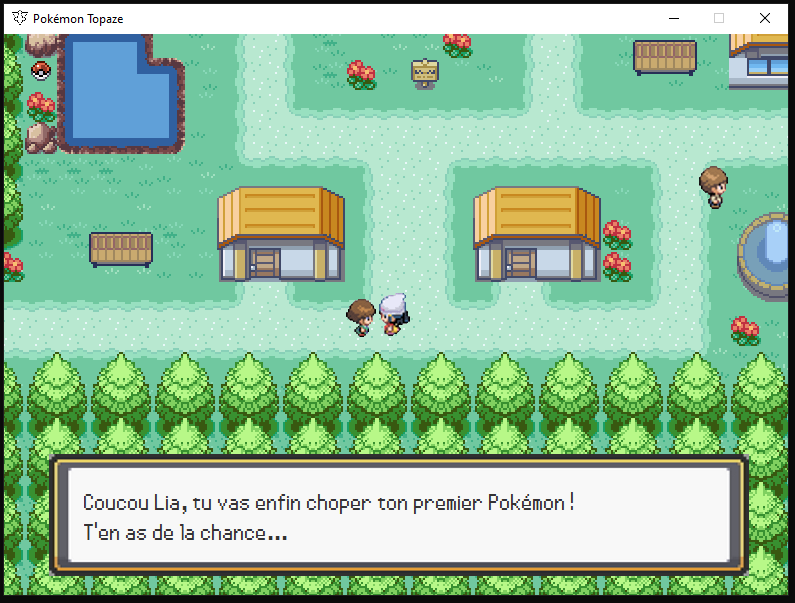 Pokémon Topaze
Coucou Lia, tu vas enfin choper ton premier Pokémon !
T'en as de la chance...